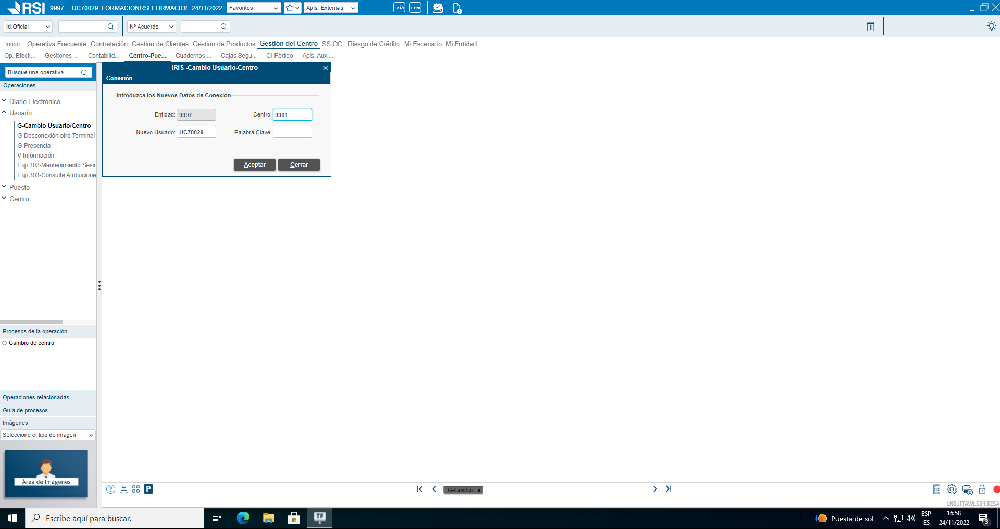 RSI 9997 UC70029 FORMACIONRSI FORMACIO 24/11/2022 Favoritos Apls. Externas rvía F.Pro
Id.Oficial Nº Acuerdo
Inicio Operativa Frecuente Contratación Gestión de Clientes Gestión de Productos Gestión del Centro SS.CC. Riesgo de Crédito Mi Escenario Mi Entidad
Op. Efecti... Gestiones ... Contabilid... Centro-Pue... Cuadernos ... Cajas Segu... CI-Pórtico Apls. Auxi...
Busque una operativa...
Operaciones
Diario Electrónico
Usuario
G-Cambio Usuario/Centro
G-Desconexión otro Terminal
G-Presencia
V-Información
Exp 302-Mantenimiento Sesic
Exp 303-Consulta Atribucione
Puesto
Centro
IRIS -Cambio Usuario-Centro
Conexión
Introduzca los Nuevos Datos de Conexión
Entidad: 9997 Centro: 9901
Nuevo Usuario: UC70029 Palabra Clave:
Aceptar Cerrar
Procesos de la operación
Cambio de centro
Operaciones relacionadas
Guía de procesos
Imágenes
Seleccione el tipo de imagen
Área de Imágenes
? P G-Cambio x
LN01ITAWLS04.RISA
Escribe aquí para buscar. TF Puesta de sol ESP 16:58
ES 24/11/2022 3